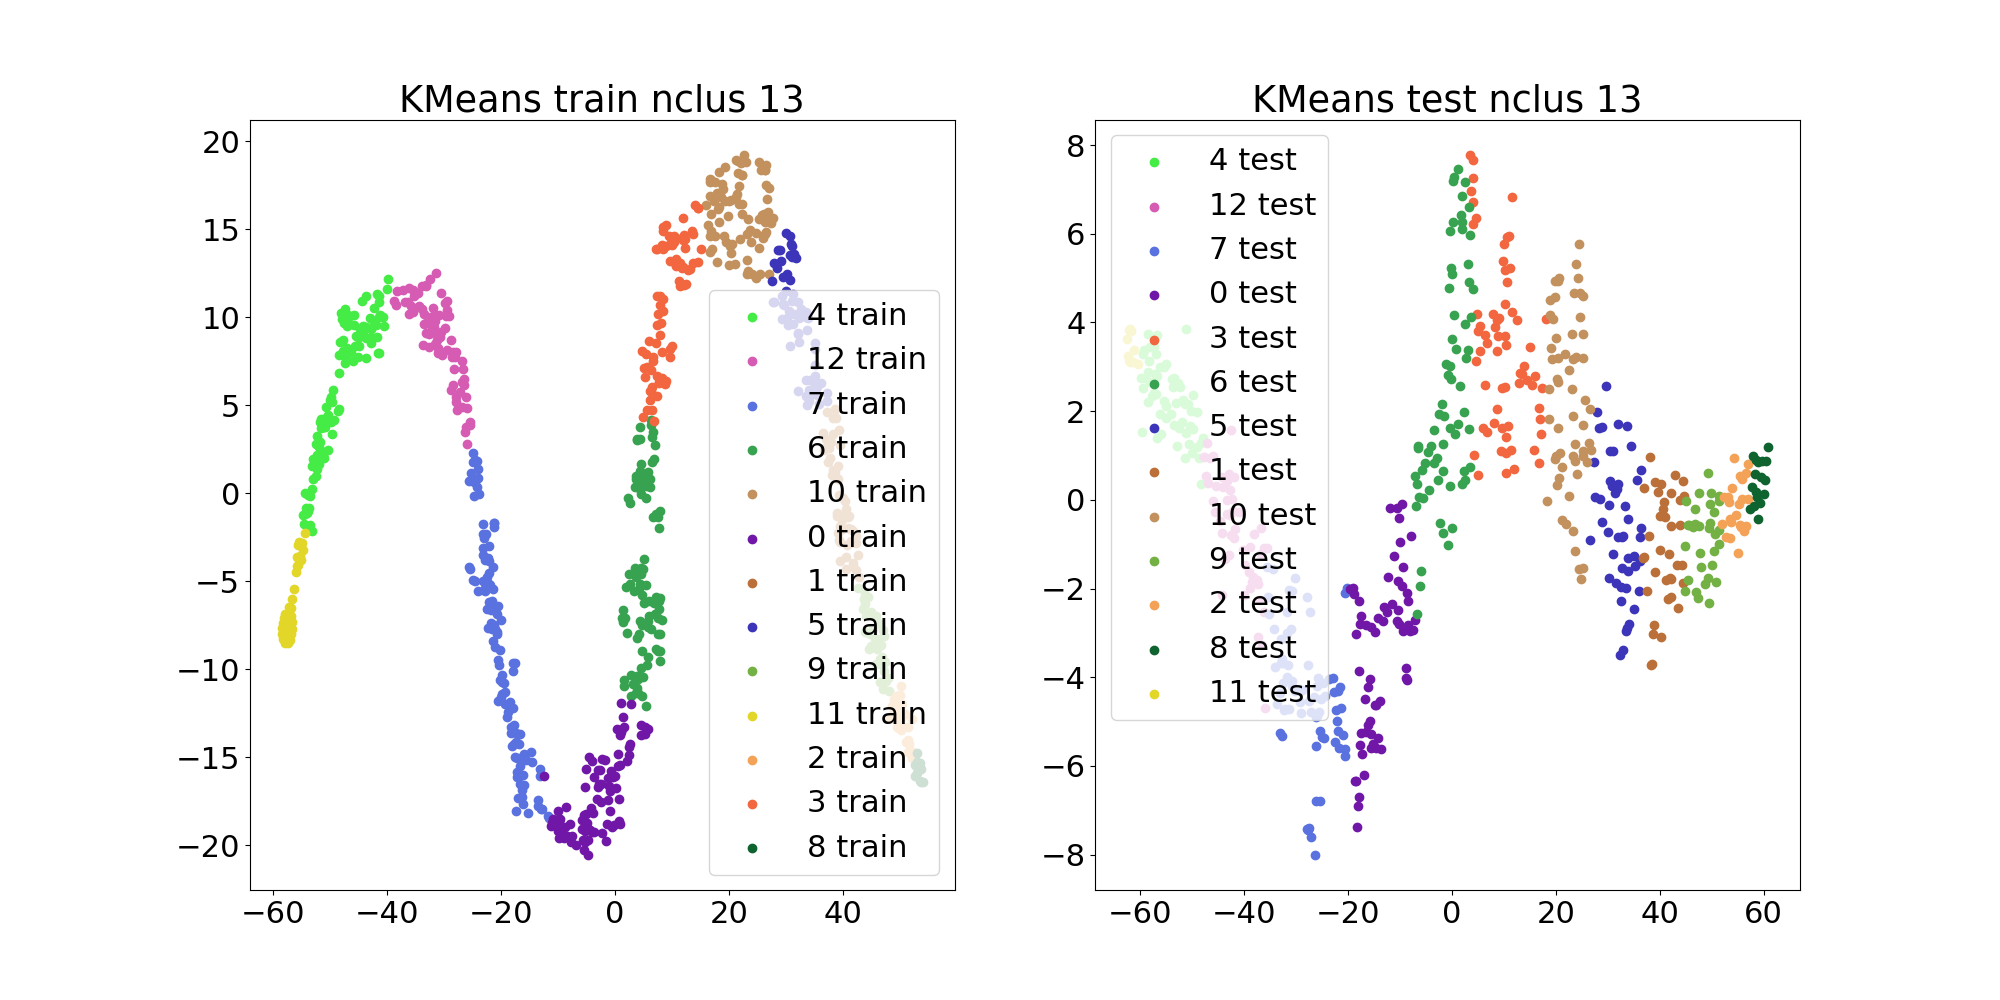 KMeans train nclus 13
20
15
10
5
0
−5
−10
−15
−20
−60 −40 −20 0 20 40
4 train
12 train
7 train
6 train
10 train
0 train
1 train
5 train
9 train
11 train
2 train
3 train
8 train
KMeans test nclus 13
8
6
4
2
0
−2
−4
−6
−8
−60 −40 −20 0 20 40 60
4 test
12 test
7 test
0 test
3 test
6 test
5 test
1 test
10 test
9 test
2 test
8 test
11 test